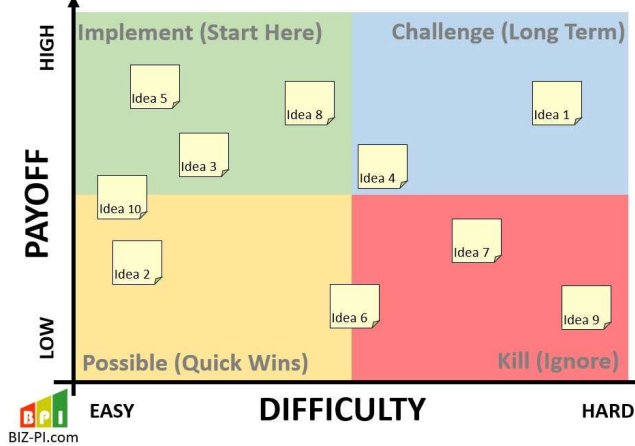 HIGH
Implement (Start Here)
Challenge (Long Term)
Idea 5
Idea 8
Idea 1
Idea 3
Idea 4
PAYOFF
Idea 10
Idea 7
Idea 2
Idea 6
Idea 9
LOW
Possible (Quick Wins)
Kill (Ignore)
EASY
DIFFICULTY
HARD
BPI
BIZ-PI.com